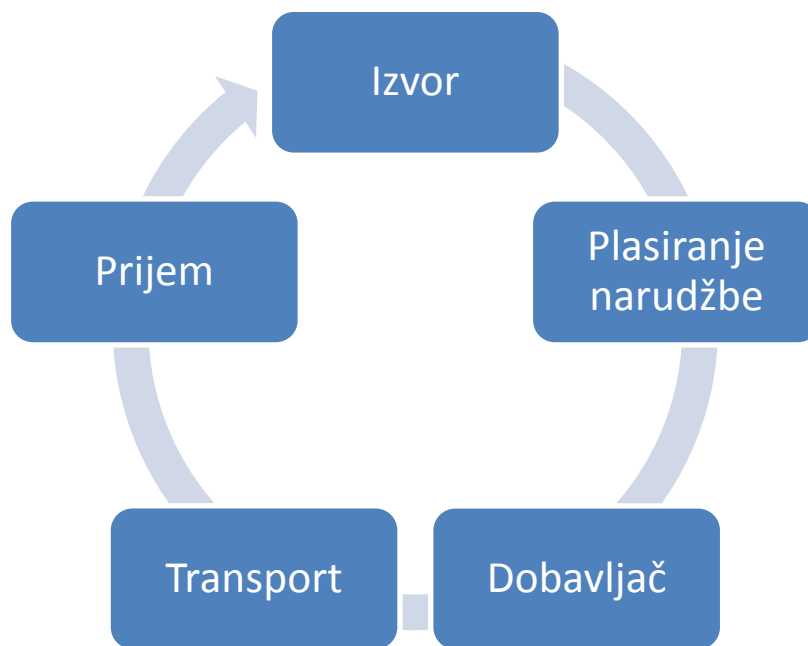 Izvor
Plasiranje
narudžbe
Dobavljač
Transport
Prijem